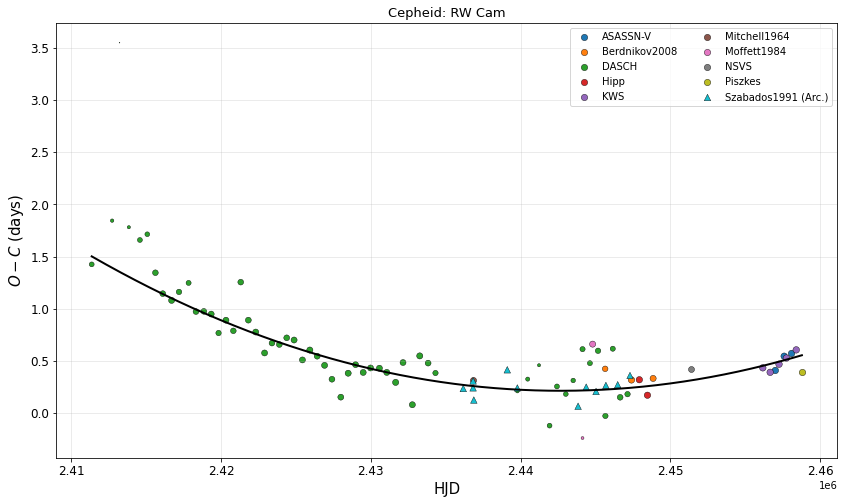 Cepheid: RW Cam
ASASSN-V
Berdnikov2008
DASCH
Hipp
KWS
Mitchell1964
Moffett1984
NSVS
Piszkes
Szabados1991 (Arc.)
O − C (days)
3.5
3.0
2.5
2.0
1.5
1.0
0.5
0.0
2.41
2.42
2.43
2.44
2.45
2.46
1e6
HJD